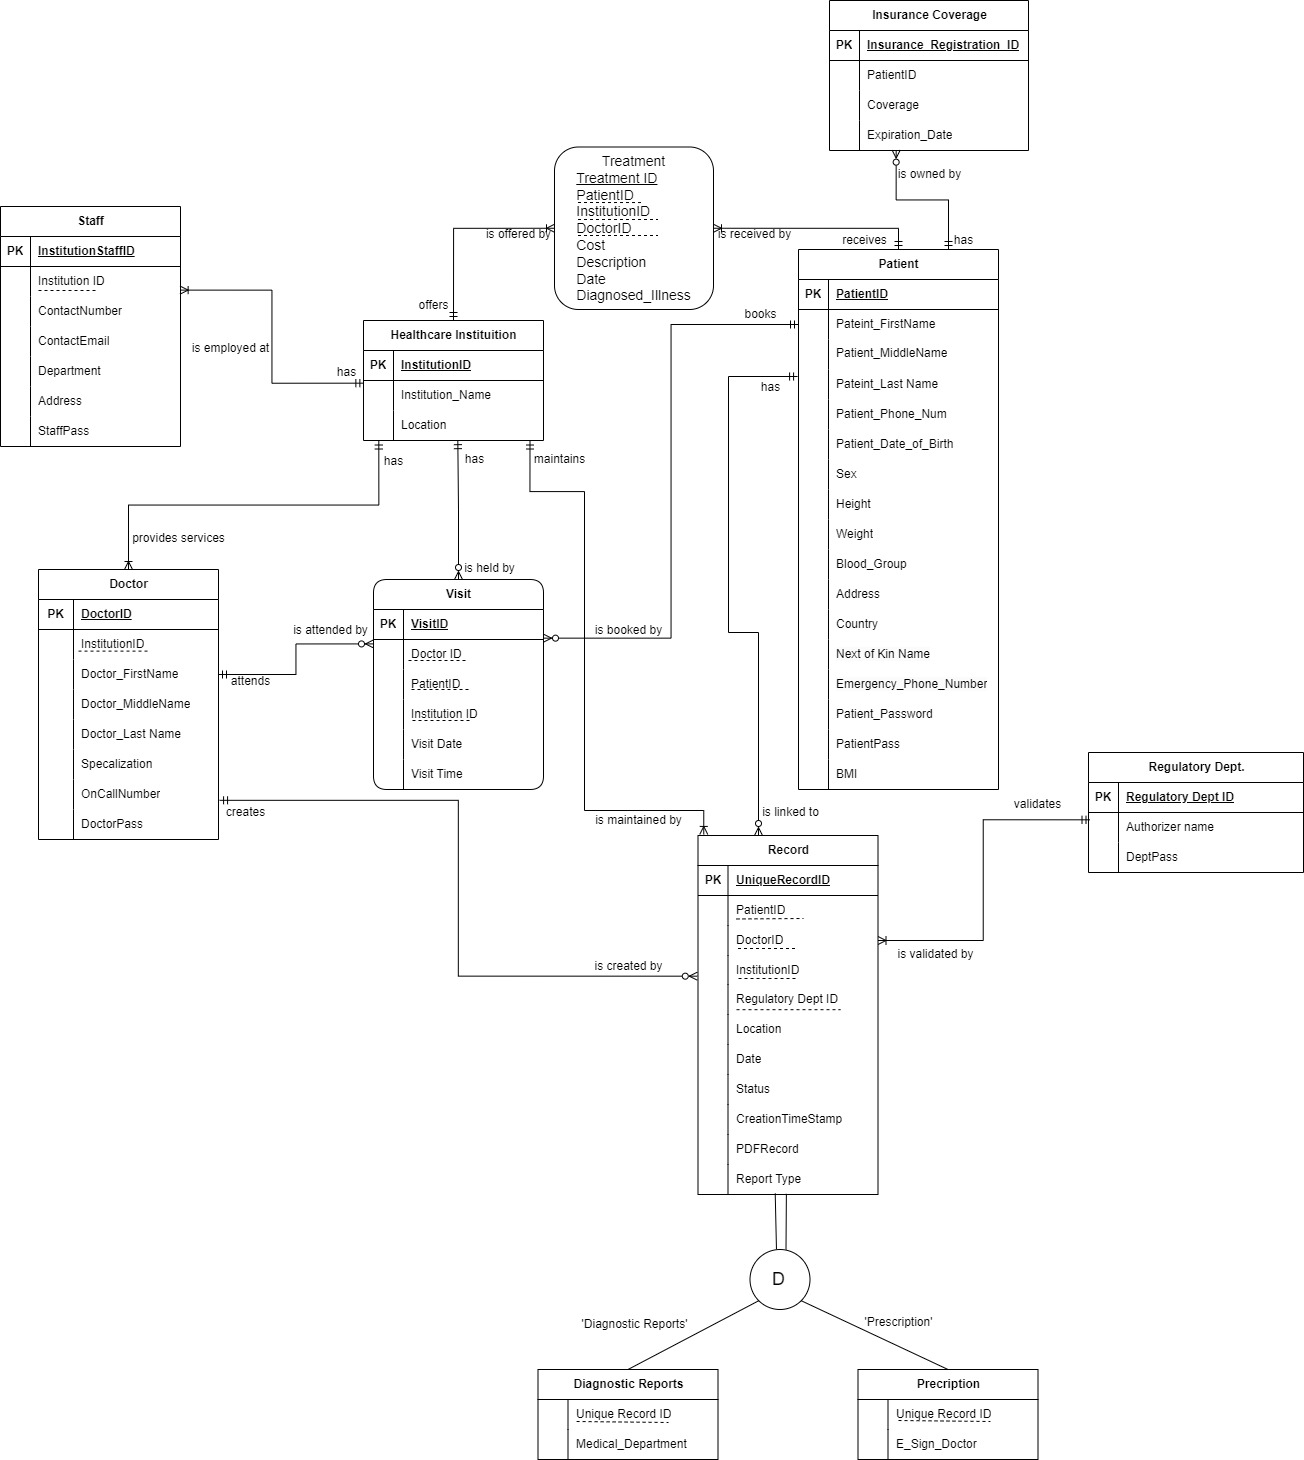 Insurance Coverage
PK Insurance_Registration_ID
PatientID
Coverage
Expiration_Date
is owned by
has
Treatment
Treatment ID
PatientID
InstitutionID
DoctorID
Cost
Description
Date
Diagnosed_Illness
is offered by
is received by
receives
offers
Staff
PK InstitutionStaffID
Institution ID
ContactNumber
ContactEmail
Department
Address
StaffPass
is employed at
has
Healthcare Instituition
PK InstitutionID
Institution_Name
Location
has
has
maintains
Patient
PK PatientID
Pateint_FirstName
Patient_MiddleName
Pateint_Last Name
Patient_Phone_Num
Patient_Date_of_Birth
Sex
Height
Weight
Blood_Group
Address
Country
Next of Kin Name
Emergency_Phone_Number
Patient_Password
PatientPass
BMI
books
has
provides services
is held by
Doctor
PK DoctorID
InstitutionID
Doctor_FirstName
Doctor_MiddleName
Doctor_Last Name
Specalization
OnCallNumber
DoctorPass
is attended by
attends
creates
Visit
PK VisitID
Doctor ID
PatientID
Institution ID
Visit Date
Visit Time
is booked by
is maintained by
is linked to
Regulatory Dept.
PK Regulatory Dept ID
Authorizer name
DeptPass
validates
is validated by
is created by
Record
PK UniqueRecordID
PatientID
DoctorID
InstitutionID
Regulatory Dept ID
Location
Date
Status
CreationTimeStamp
PDFRecord
Report Type
D
'Diagnostic Reports'
'Prescription'
Diagnostic Reports
Unique Record ID
Medical_Department
Precription
Unique Record ID
E_Sign_Doctor